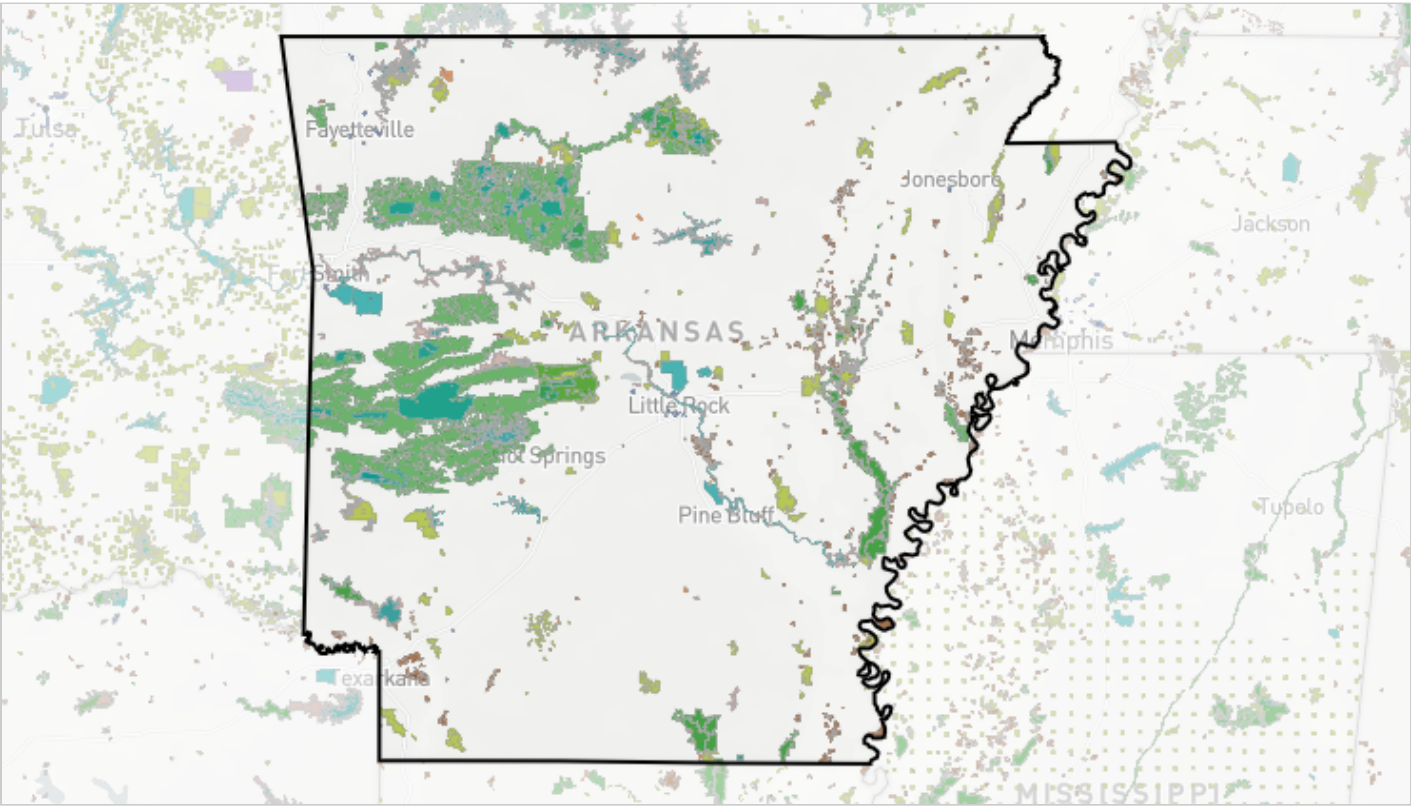 Tulsa
Fayetteville
Jonesboro
Jackson
Fort Smith
ARKANSAS
Memphis
Little Rock
Hot Springs
Pine Bluff
Tupelo
Texarkana
MISSISSIPPI